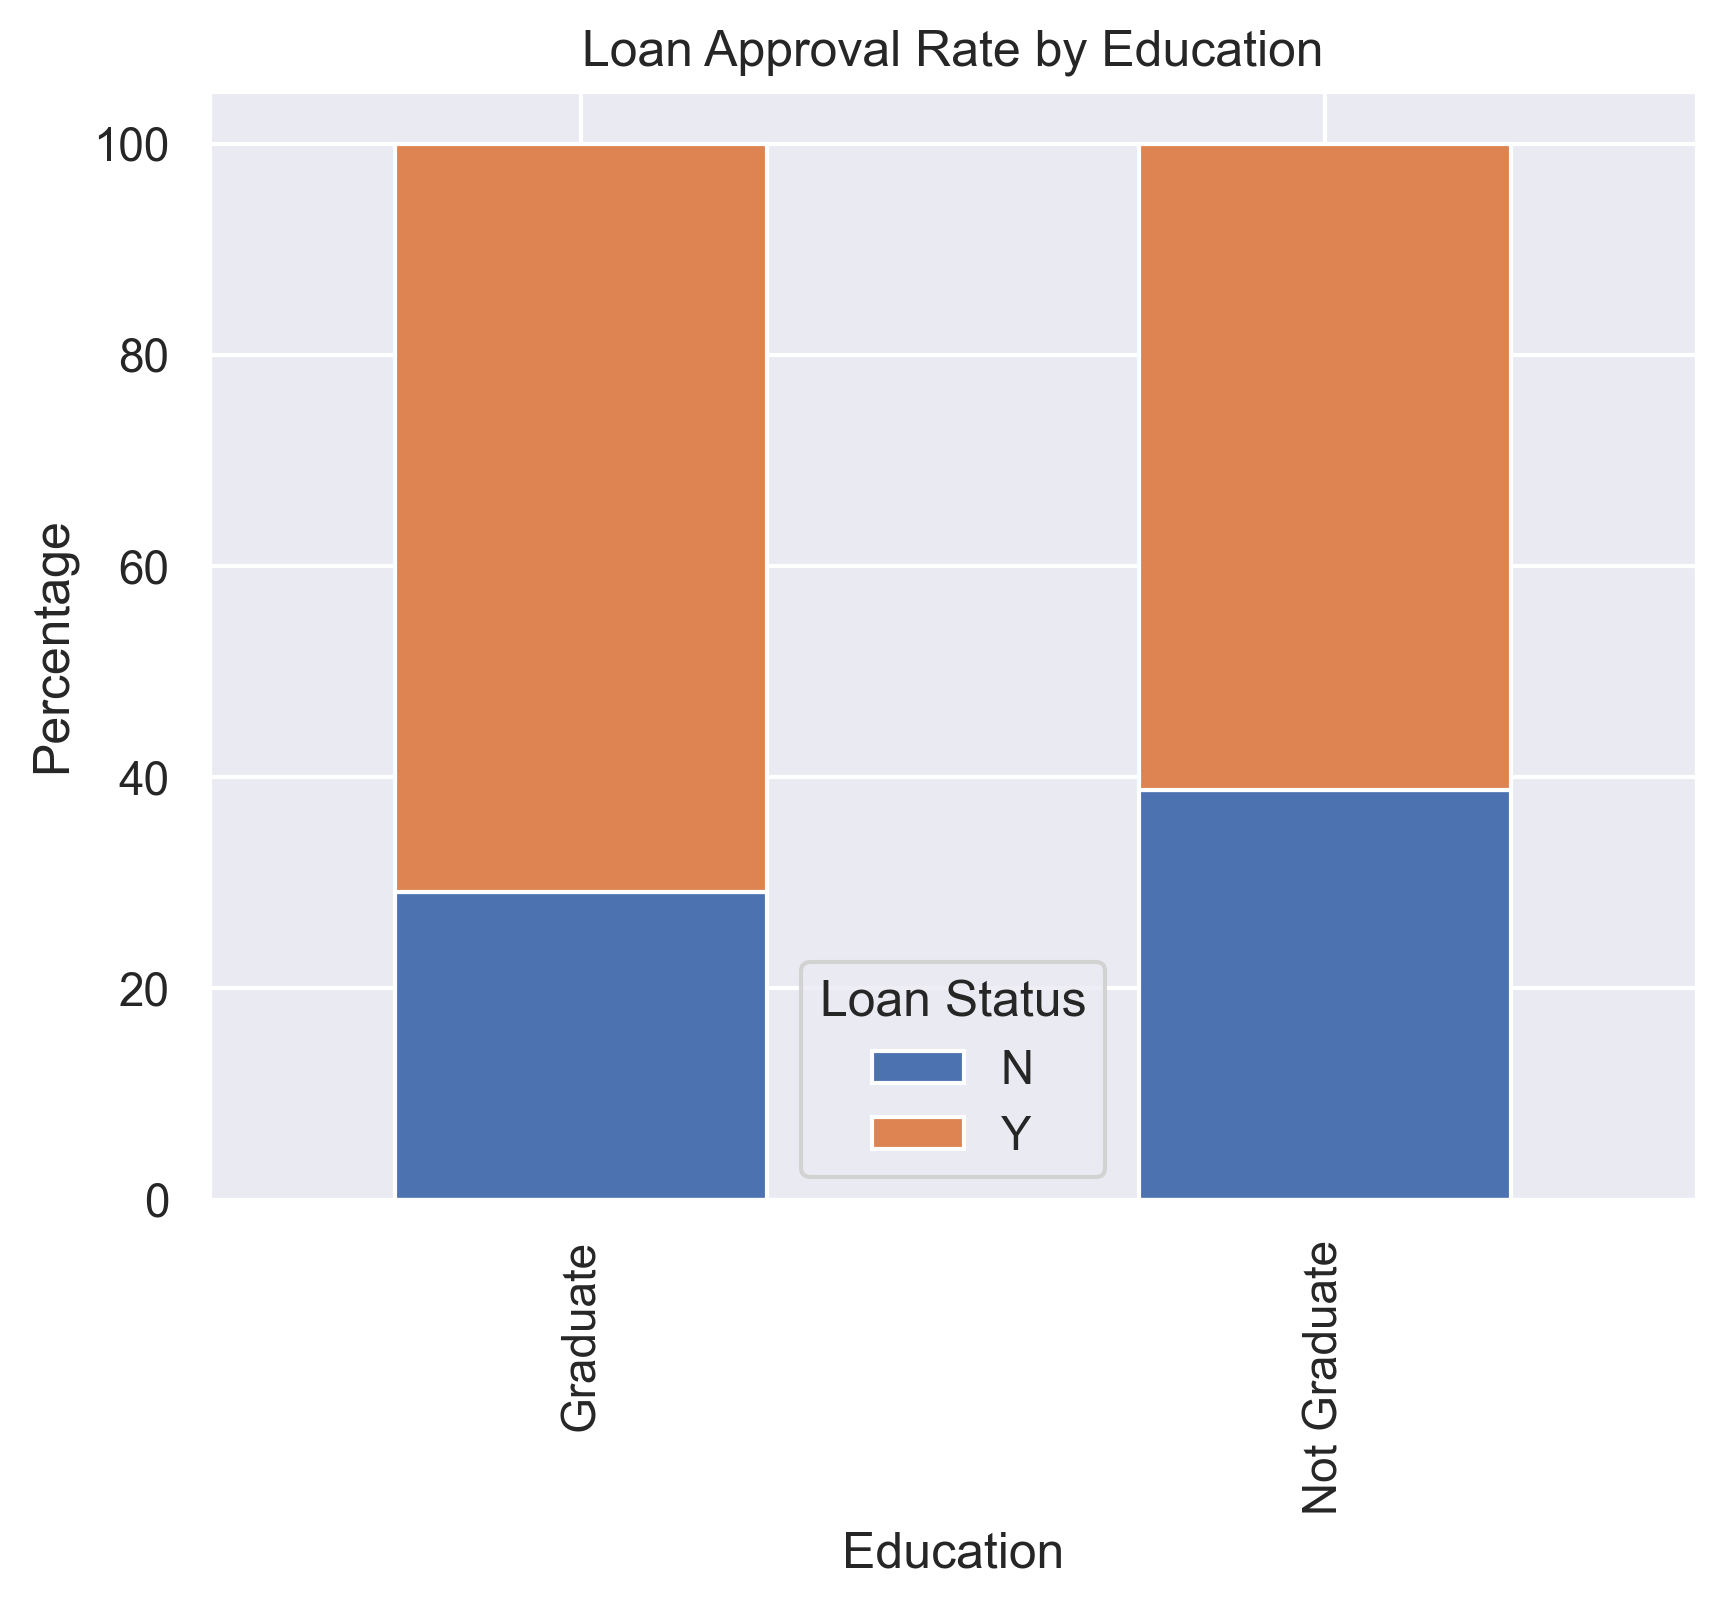 Loan Approval Rate by Education
100
80
60
40
20
0
Percentage
Loan Status
N
Y
Graduate
Not Graduate
Education